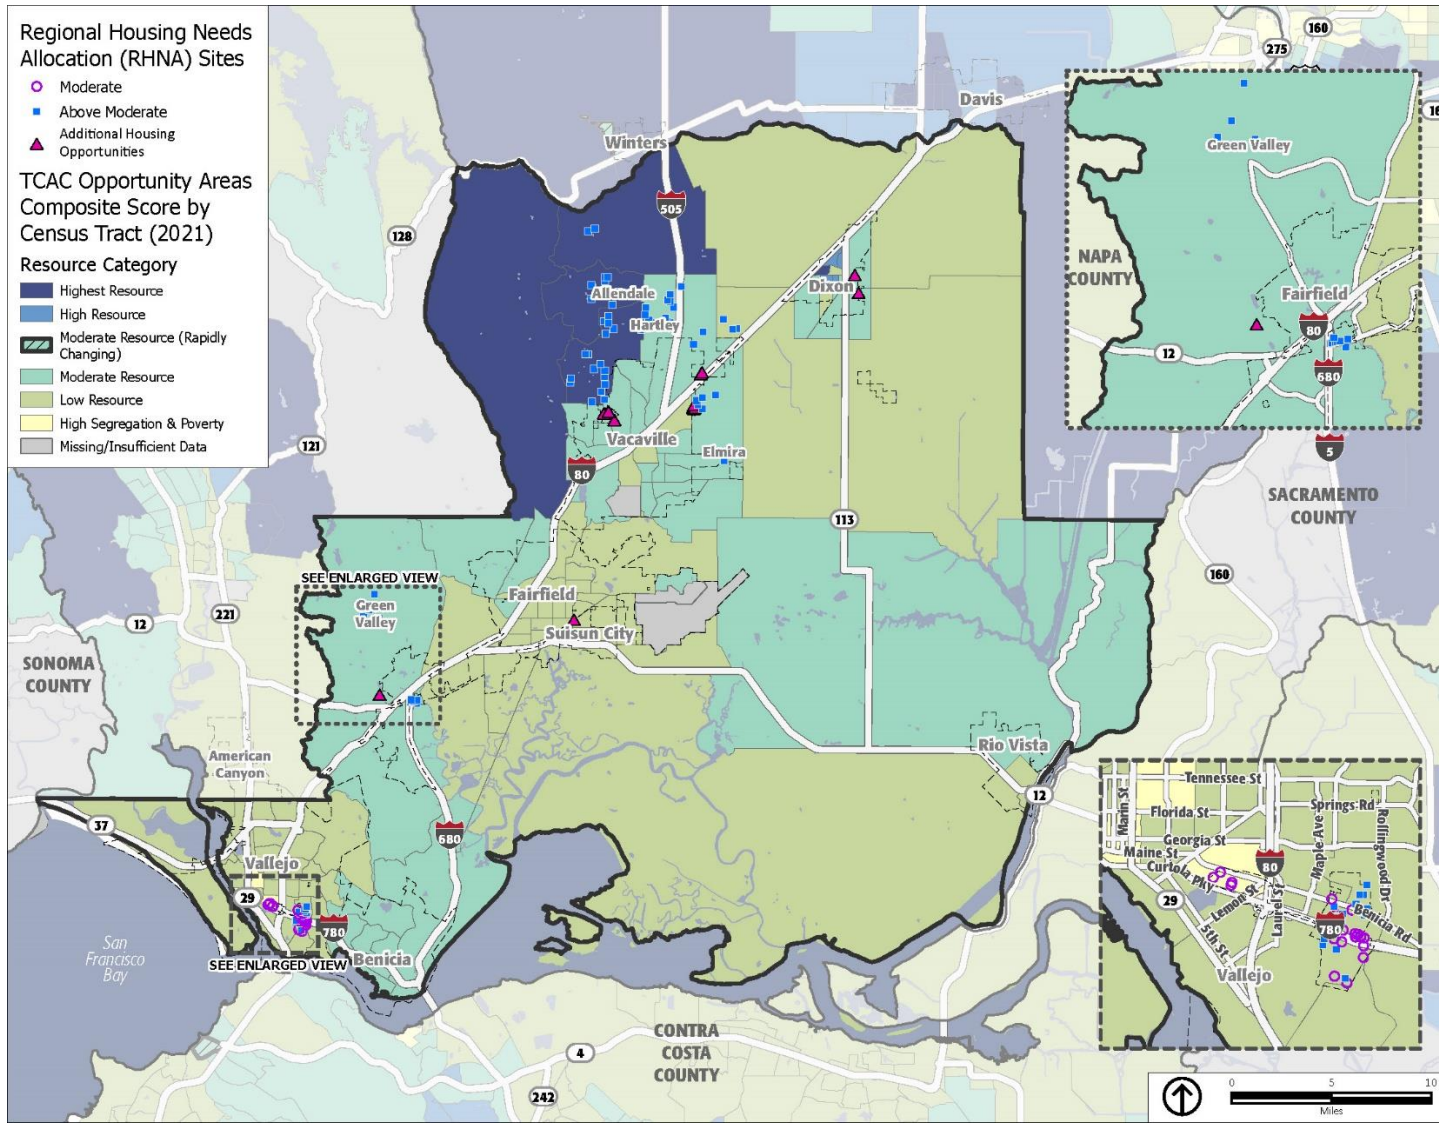 Regional Housing Needs
Allocation (RHNA) Sites
Moderate
Above Moderate
Additional Housing
Opportunities
TCAC Opportunity Areas
Composite Score by
Census Tract (2021)
Resource Category
Highest Resource
High Resource
Moderate Resource (Rapidly
Changing)
Moderate Resource
Low Resource
High Segregation & Poverty
Missing/Insufficient Data
160
275
Davis
Winters
505
128
Allendale
Hartley
Dixon
Vacaville
Elmira
80
121
113
SEE ENLARGED VIEW
Green
Valley
Fairfield
Suisun City
12
221
SONOMA
COUNTY
American
Canyon
Rio Vista
12
160
SACRAMENTO
COUNTY
5
37
680
Vallejo
29
780
SEE ENLARGED VIEW
Benicia
San
Francisco
Bay
CONTRA
COSTA
COUNTY
4
242
Green Valley
NAPA
COUNTY
Fairfield
80
12
680
Tennessee St
Marin St
Florida St
Springs Rd
Georgia St
Maple Ave
Rollingwood Dr
Maine St
Curtola PKY
80
29
Lemon St
Laurel St
5th St
780
Benicia Rd
Vallejo
0 5 10
Miles